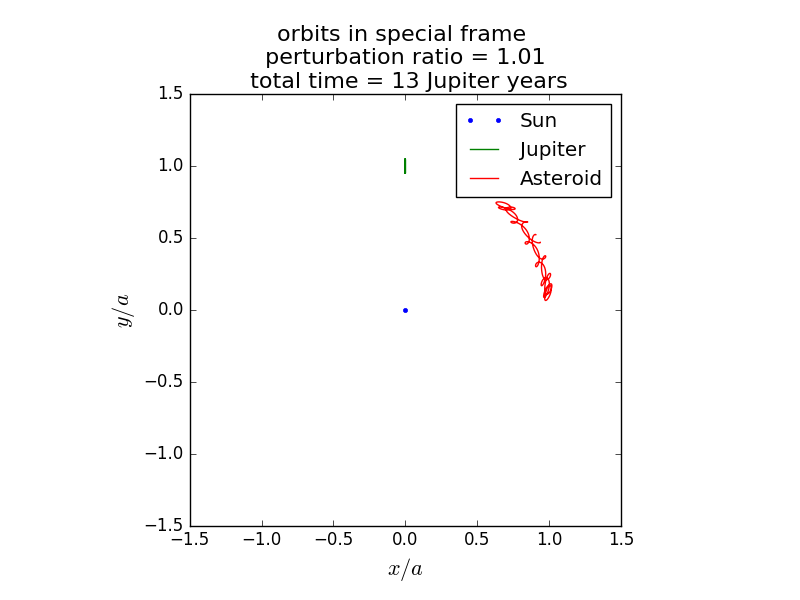 orbits in special frame
perturbation ratio = 1.01
total time = 13 Jupiter years
1.5
1.0
0.5
0.0
−0.5
−1.0
−1.5
y/a
Sun
Jupiter
Asteroid
−1.5 −1.0 −0.5 0.0 0.5 1.0 1.5
x/a